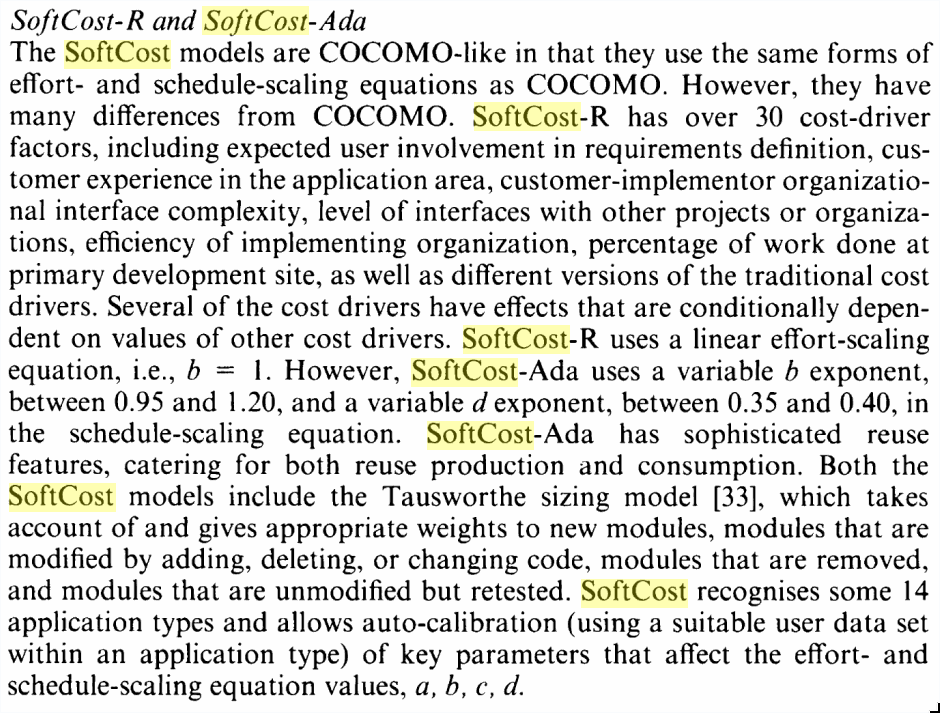 SoftCost-R and SoftCost-Ada
The SoftCost models are COCOMO-like in that they use the same forms of
effort- and schedule-scaling equations as COCOMO. However, they have
many differences from COCOMO. SoftCost-R has over 30 cost-driver
factors, including expected user involvement in requirements definition, cus-
tomer experience in the application area, customer-implementor organizatio-
nal interface complexity, level of interfaces with other projects or organiza-
tions, efficiency of implementing organization, percentage of work done at
primary development site, as well as different versions of the traditional cost
drivers. Several of the cost drivers have effects that are conditionally depen-
dent on values of other cost drivers. SoftCost-R uses a linear effort-scaling
equation, i.e., b = 1. However, SoftCost-Ada uses a variable b exponent,
between 0.95 and 1.20, and a variable d exponent, between 0.35 and 0.40, in
the schedule-scaling equation. SoftCost-Ada has sophisticated reuse
features, catering for both reuse production and consumption. Both the
SoftCost models include the Tausworthe sizing model [33], which takes
account of and gives appropriate weights to new modules, modules that are
modified by adding, deleting, or changing code, modules that are removed,
and modules that are unmodified but retested. SoftCost recognises some 14
application types and allows auto-calibration (using a suitable user data set
within an application type) of key parameters that affect the effort- and
schedule-scaling equation values, a, b, c, d.